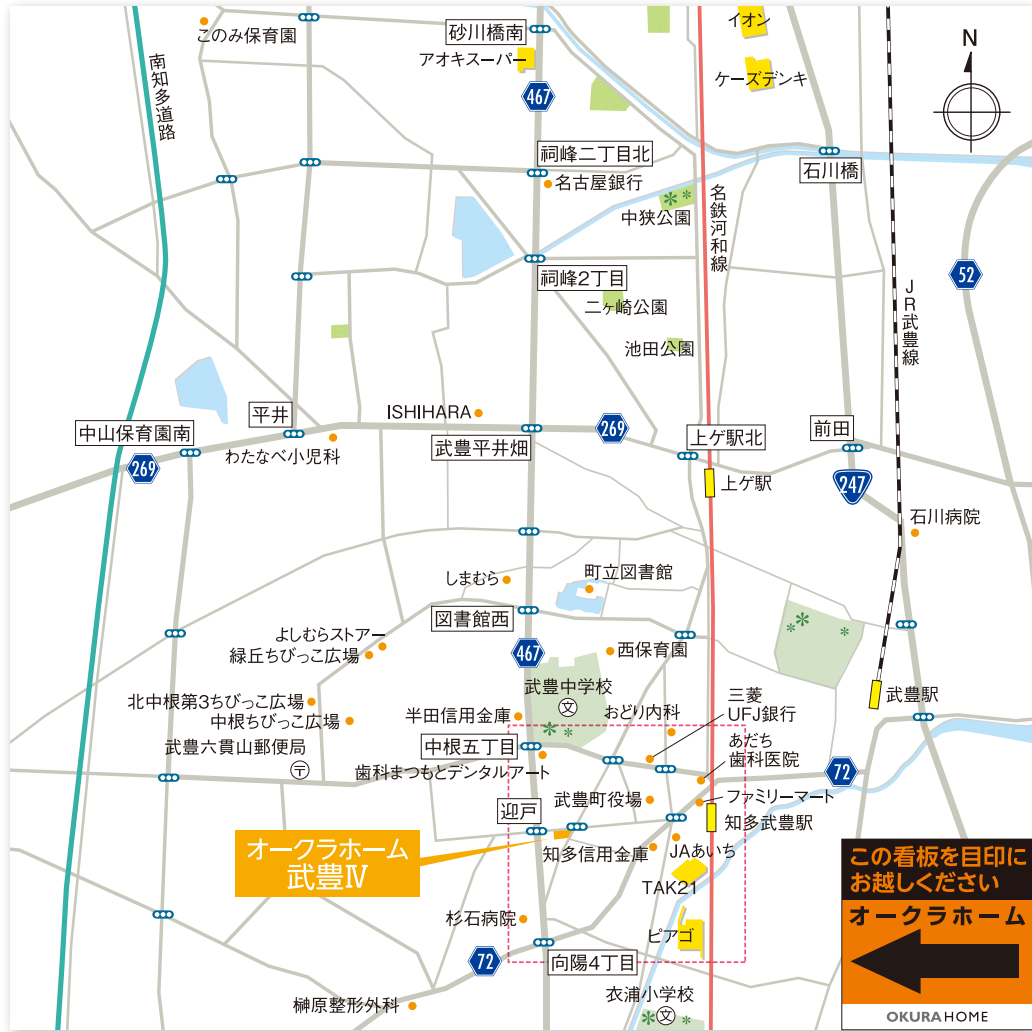 このみ保育園
砂川橋南
アオキスーパー
イオン
ケーズデンキ
N
南知多道路
467
祠峰二丁目北
名古屋銀行
石川橋
中狭公園
名鉄河和線
祠峰2丁目
52
二ヶ崎公園
JR武豊線
池田公園
ISHIHARA
平井
中山保育園南
269
わたなべ小児科
武豊平井畑
269
上ゲ駅北
前田
上ゲ駅
247
石川病院
しまむら
町立図書館
図書館西
よしむらストアー
緑丘ちびっこ広場
467
西保育園
武豊中学校
文
北中根第3ちびっこ広場
中根ちびっこ広場
半田信用金庫
おどり内科
三菱
UFJ銀行
武豊駅
武豊六貫山郵便局
〒
中根五丁目
歯科まつもとデンタルアート
あだち
歯科医院
72
迎戸
武豊町役場
ファミリーマート
知多武豊駅
オークラホーム
武豊Ⅳ
知多信用金庫
JAあいち
TAK21
杉石病院
ピアゴ
72
向陽4丁目
榊原整形外科
衣浦小学校
文
この看板を目印に
お越しください
オークラホーム
OKURA HOME